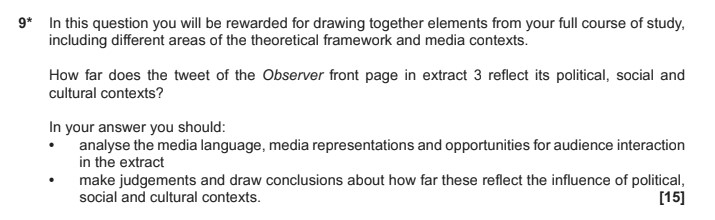 9* In this question you will be rewarded for drawing together elements from your full course of study,
including different areas of the theoretical framework and media contexts.
How far does the tweet of the Observer front page in extract 3 reflect its political, social and
cultural contexts?
In your answer you should:
• analyse the media language, media representations and opportunities for audience interaction
in the extract
• make judgements and draw conclusions about how far these reflect the influence of political,
social and cultural contexts. [15]